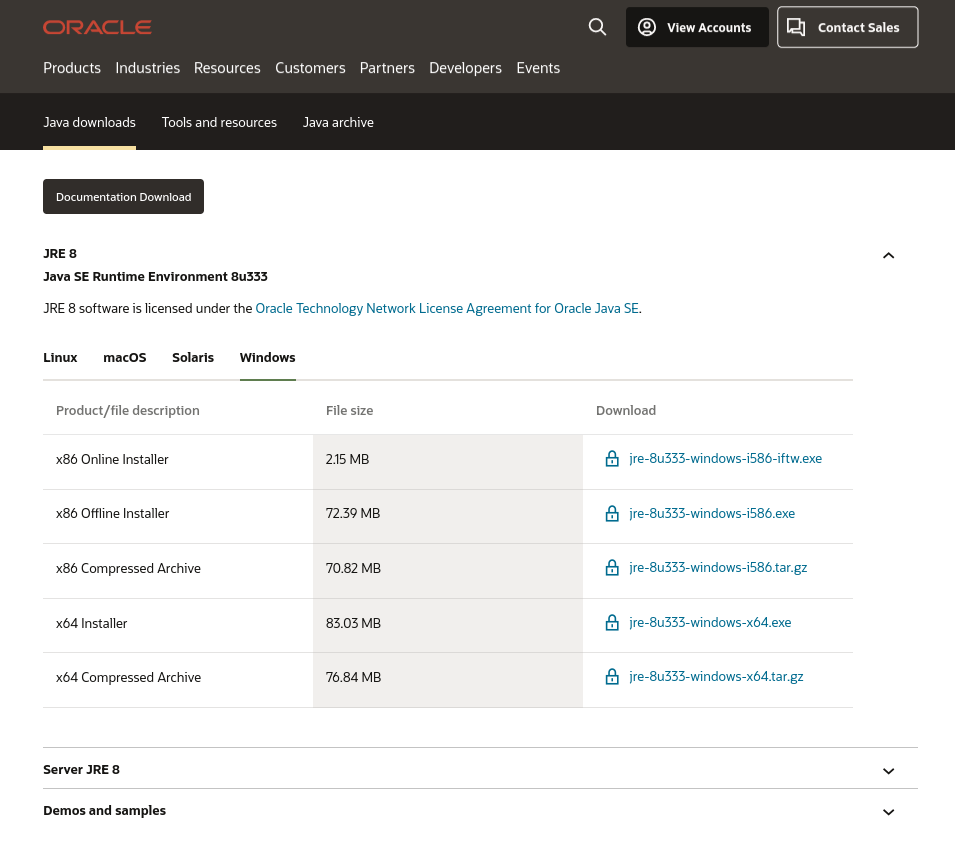 ORACLE
View Accounts
Contact Sales
Products Industries Resources Customers Partners Developers Events
Java downloads Tools and resources Java archive
Documentation Download
JRE 8
Java SE Runtime Environment 8u333
JRE 8 software is licensed under the Oracle Technology Network License Agreement for Oracle Java SE.
Linux macOS Solaris Windows
Product/file description File size Download
x86 Online Installer 2.15 MB jre-8u333-windows-i586-iftw.exe
x86 Offline Installer 72.39 MB jre-8u333-windows-i586.exe
x86 Compressed Archive 70.82 MB jre-8u333-windows-i586.tar.gz
x64 Installer 83.03 MB jre-8u333-windows-x64.exe
x64 Compressed Archive 76.84 MB jre-8u333-windows-x64.tar.gz
Server JRE 8
Demos and samples